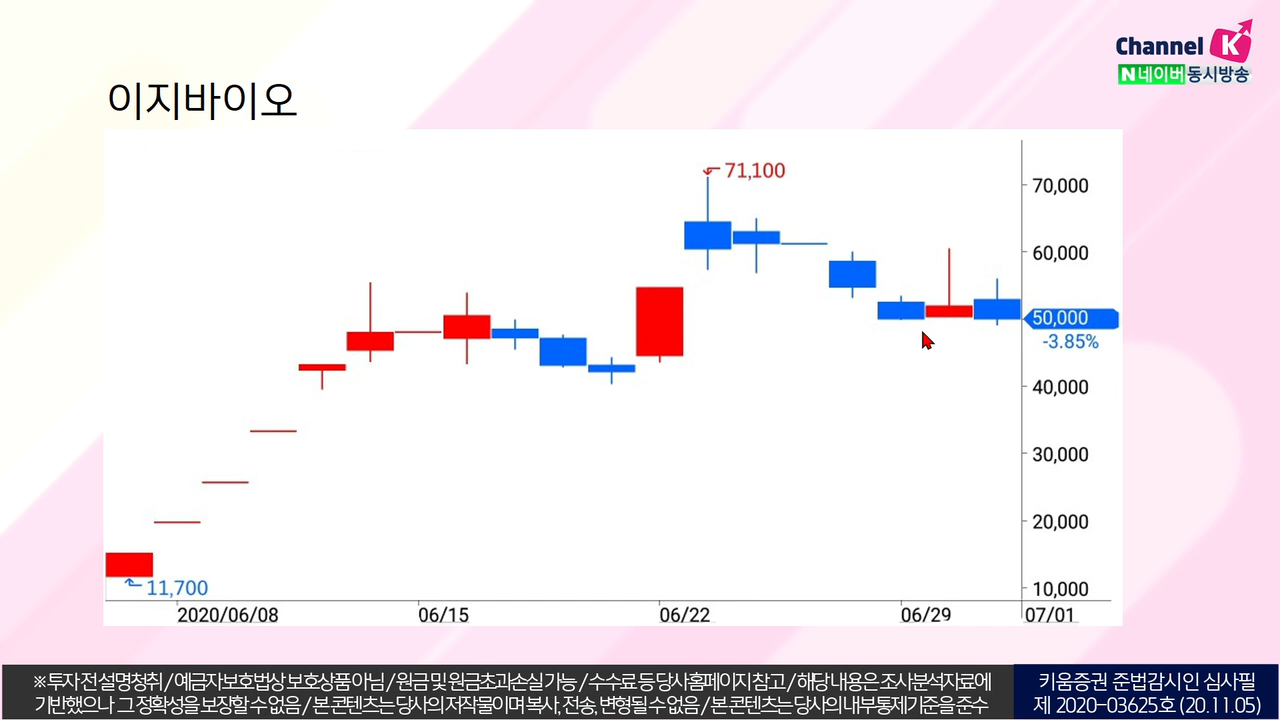 Channel K
N 네이버 동시방송
이지바이오
71,100
70,000
60,000
50,000
-3.85%
40,000
30,000
20,000
11,700
10,000
2020/06/08 06/15 06/22 06/29 07/01
※ 투자 전 설명청취 / 예금자보호법상 보호상품 아님 / 원금 및 원금초과손실 가능 / 수수료 등 당사홈페이지 참고 / 해당 내용은 조사분석자료에
기반했으나 그 정확성을 보장할 수 없음 / 본 콘텐츠는 당사의 저작물이며 복사, 전송, 변형될 수 없음 / 본 콘텐츠는 당사의 내부통제기준을 준수
키움증권 준법감시인 심사필
제 2020-03625호 (20.11.05)